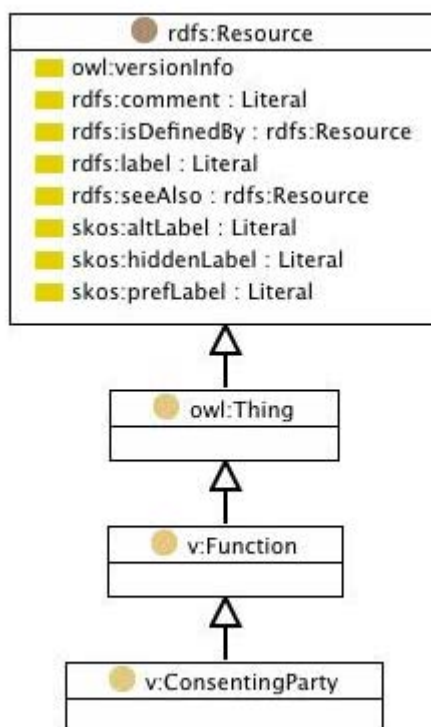 rdfs:Resource
owl:versionInfo
rdfs:comment : Literal
rdfs:isDefinedBy : rdfs:Resource
rdfs:label : Literal
rdfs:seeAlso : rdfs:Resource
skos:altLabel : Literal
skos:hiddenLabel : Literal
skos:prefLabel : Literal
owl:Thing
v:Function
v:ConsentingParty